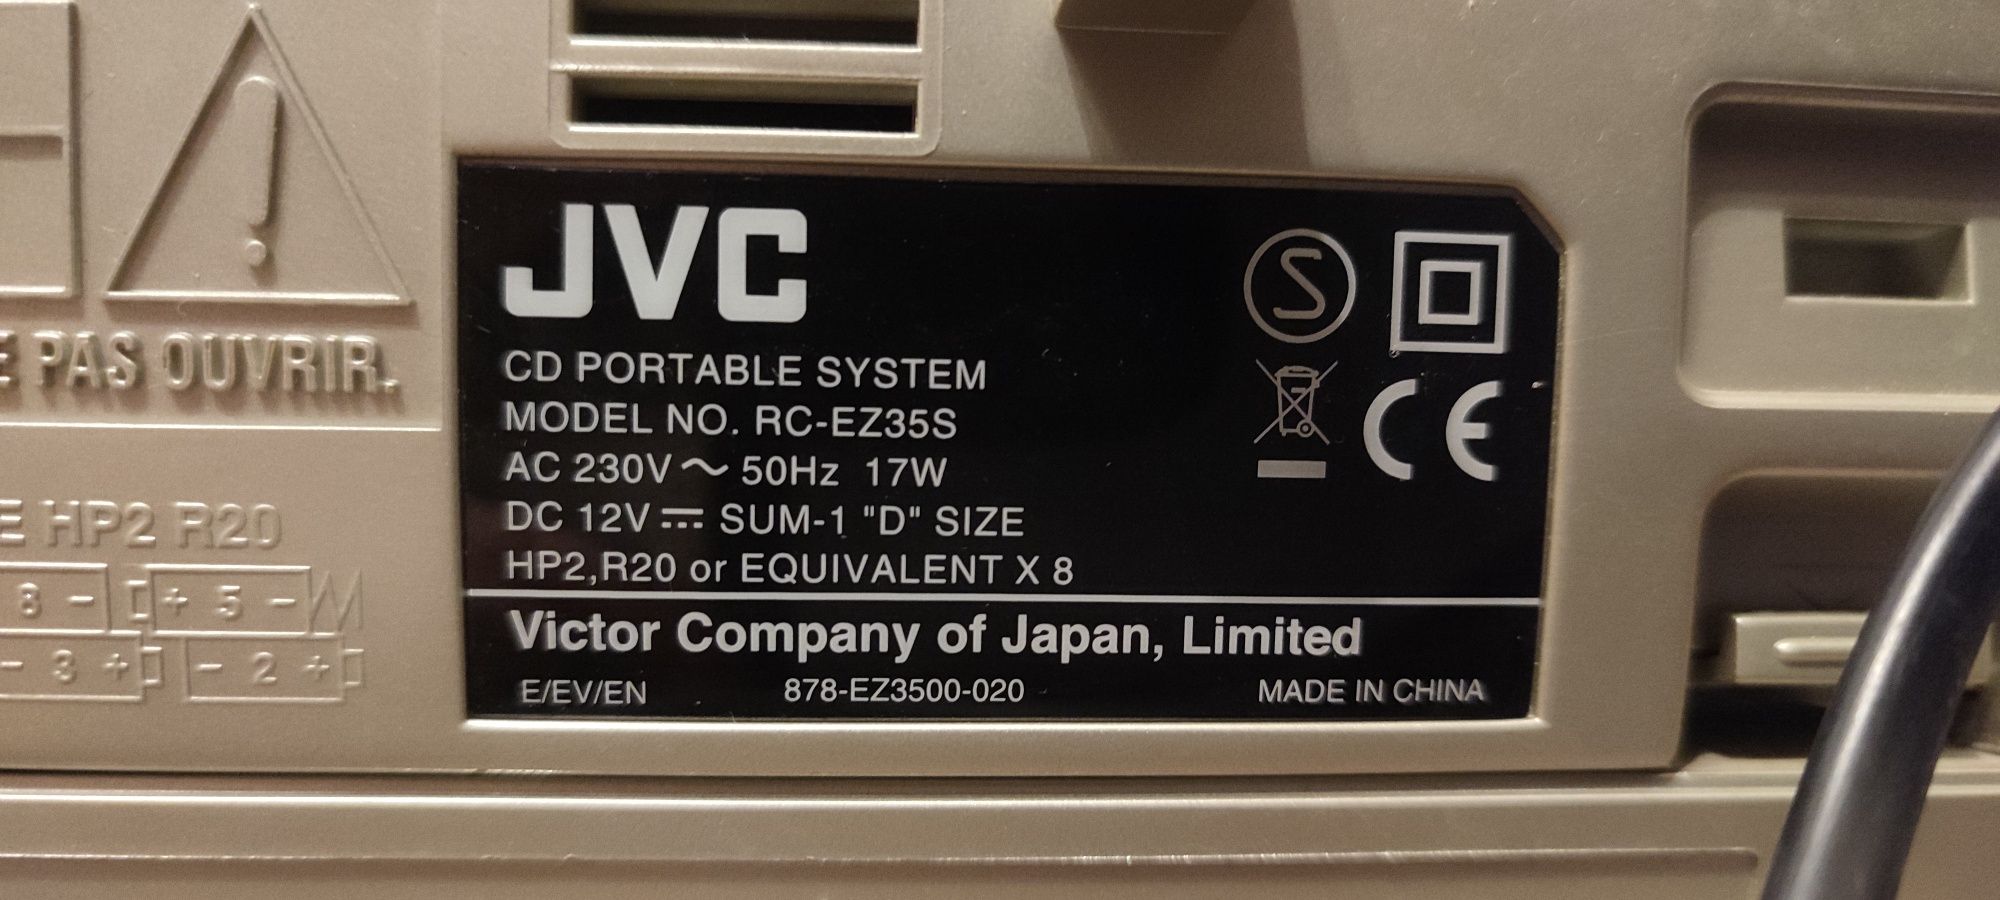 E PAS OUVRIR.
E HP2 R20
8 - + 5 -
- 3 + - 2 +
JVC
CD PORTABLE SYSTEM
MODEL NO. RC-EZ35S
AC 230V ~ 50Hz 17W
DC 12V ⎓ SUM-1 "D" SIZE
HP2,R20 or EQUIVALENT X 8
Victor Company of Japan, Limited
E/EV/EN 878-EZ3500-020 MADE IN CHINA
S
CE